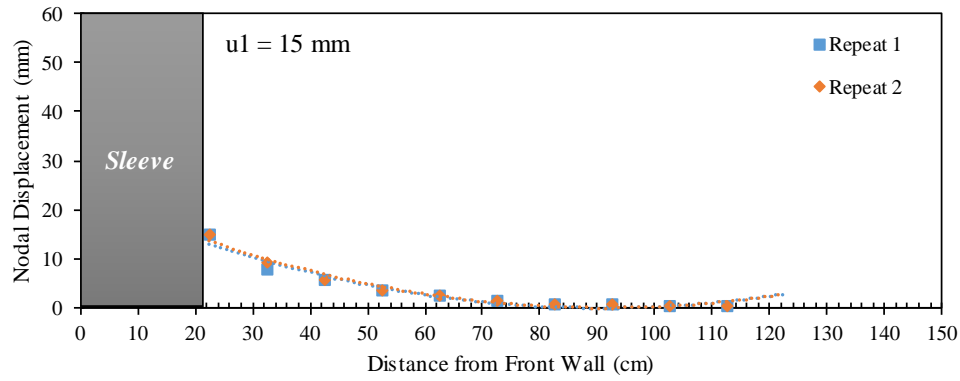 60
50
40
30
20
10
0
Nodal Displacement (mm)
u1 = 15 mm
Repeat 1
Repeat 2
Sleeve
0 10 20 30 40 50 60 70 80 90 100 110 120 130 140 150
Distance from Front Wall (cm)